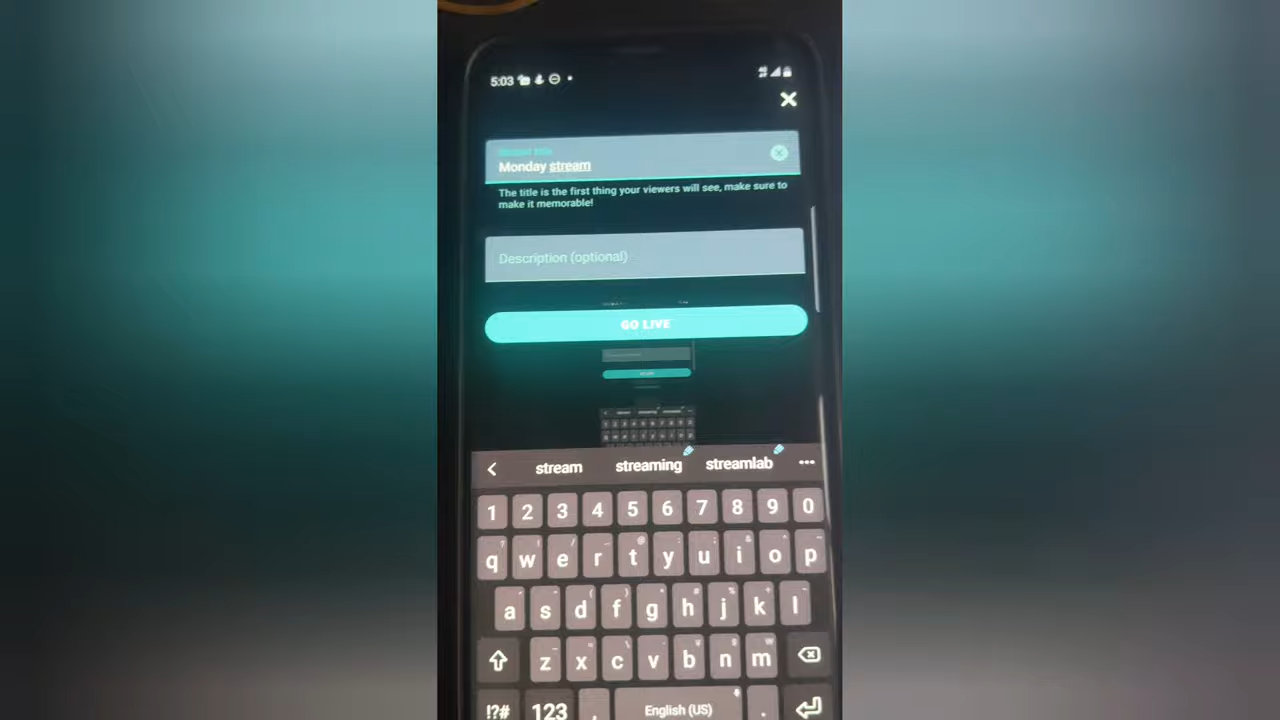 5:03
Monday stream
The title is the first thing your viewers will see, make sure to
make it memorable!
Description (optional)
GO LIVE
stream streaming streamlab
1 2 3 4 5 6 7 8 9 0
q w e r t y u i o p
a s d f g h j k l
z x c v b n m
!?# 123 , English (US) .